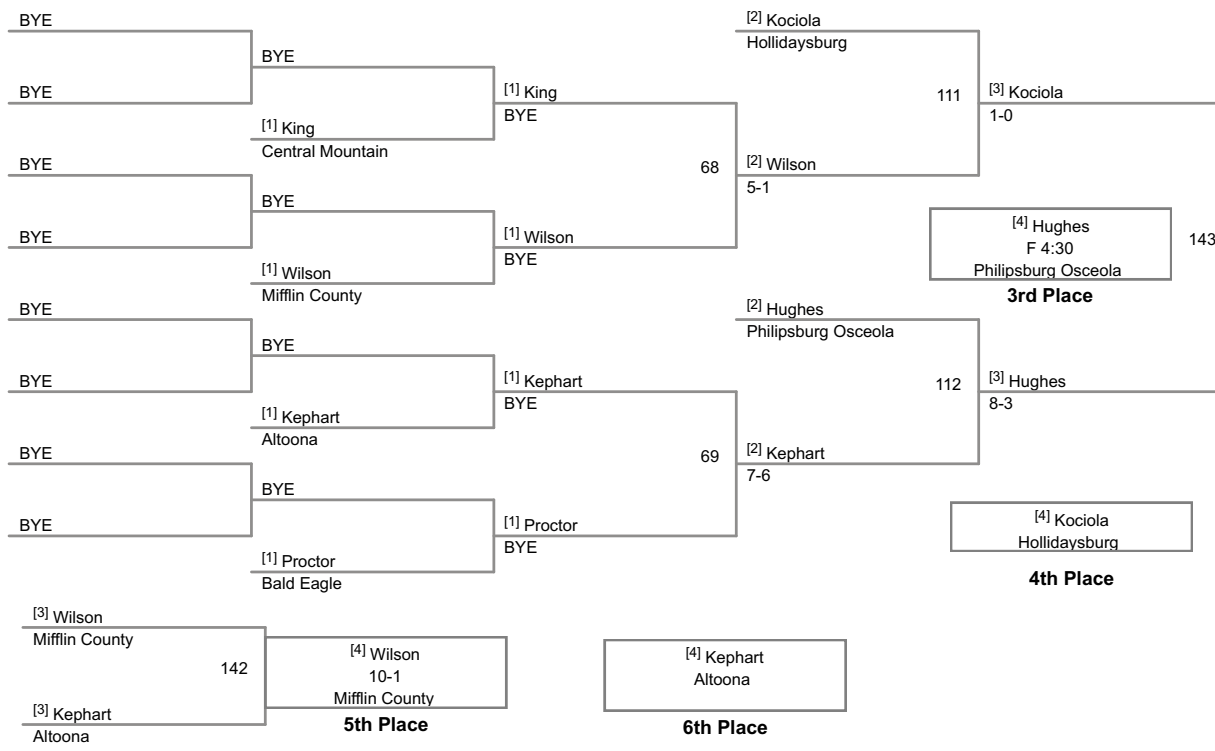 BYE
BYE
BYE
[1] King
Central Mountain
[1] King
BYE
BYE
BYE
BYE
[1] Wilson
Mifflin County
[1] Wilson
BYE
68
[2] Wilson
5-1
[2] Kociola
Hollidaysburg
111
[3] Kociola
1-0
[4] Hughes
F 4:30
Philipsburg Osceola
143
3rd Place
BYE
BYE
BYE
[1] Kephart
Altoona
[1] Kephart
BYE
BYE
BYE
BYE
[1] Proctor
Bald Eagle
[1] Proctor
BYE
69
[2] Kephart
7-6
[2] Hughes
Philipsburg Osceola
112
[3] Hughes
8-3
[4] Kociola
Hollidaysburg
4th Place
[3] Wilson
Mifflin County
142
[3] Kephart
Altoona
[4] Wilson
10-1
Mifflin County
5th Place
[4] Kephart
Altoona
6th Place